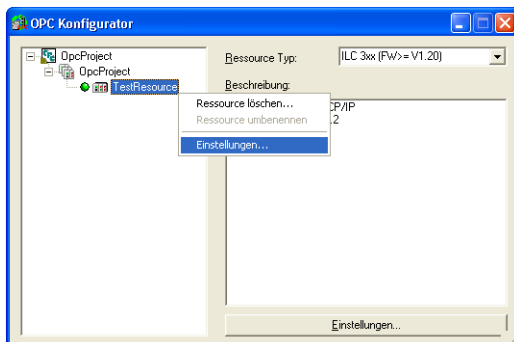 OPC Konfigurator
OpcProject
OpcProject
TestResource
Ressource Typ:
ILC 3xx (FW>= V1.20)
Beschreibung:
Ressource löschen...
Ressource umbenennen
Einstellungen...
CP/IP
.2
Einstellungen...